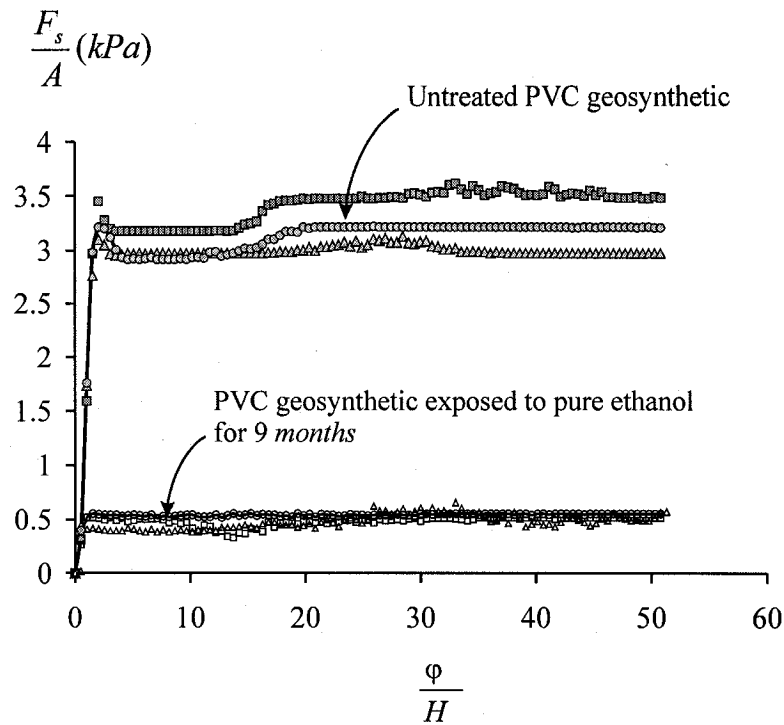 F_s
A
(kPa)
Untreated PVC geosynthetic
4
3.5
3
2.5
2
1.5
1
0.5
0
PVC geosynthetic exposed to pure ethanol
for 9 months
0
10
20
30
40
50
60
φ
H